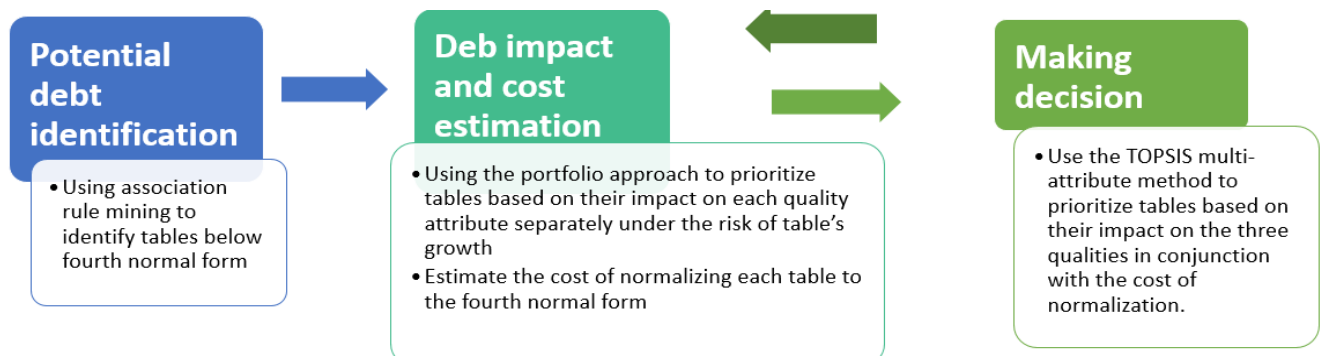 Potential
debt
identification
• Using association
rule mining to
identify tables below
fourth normal form
Deb impact
and cost
estimation
• Using the portfolio approach to prioritize
tables based on their impact on each quality
attribute separately under the risk of table's
growth
• Estimate the cost of normalizing each table to
the fourth normal form
Making
decision
• Use the TOPSIS multi-
attribute method to
prioritize tables based on
their impact on the three
qualities in conjunction
with the cost of
normalization.